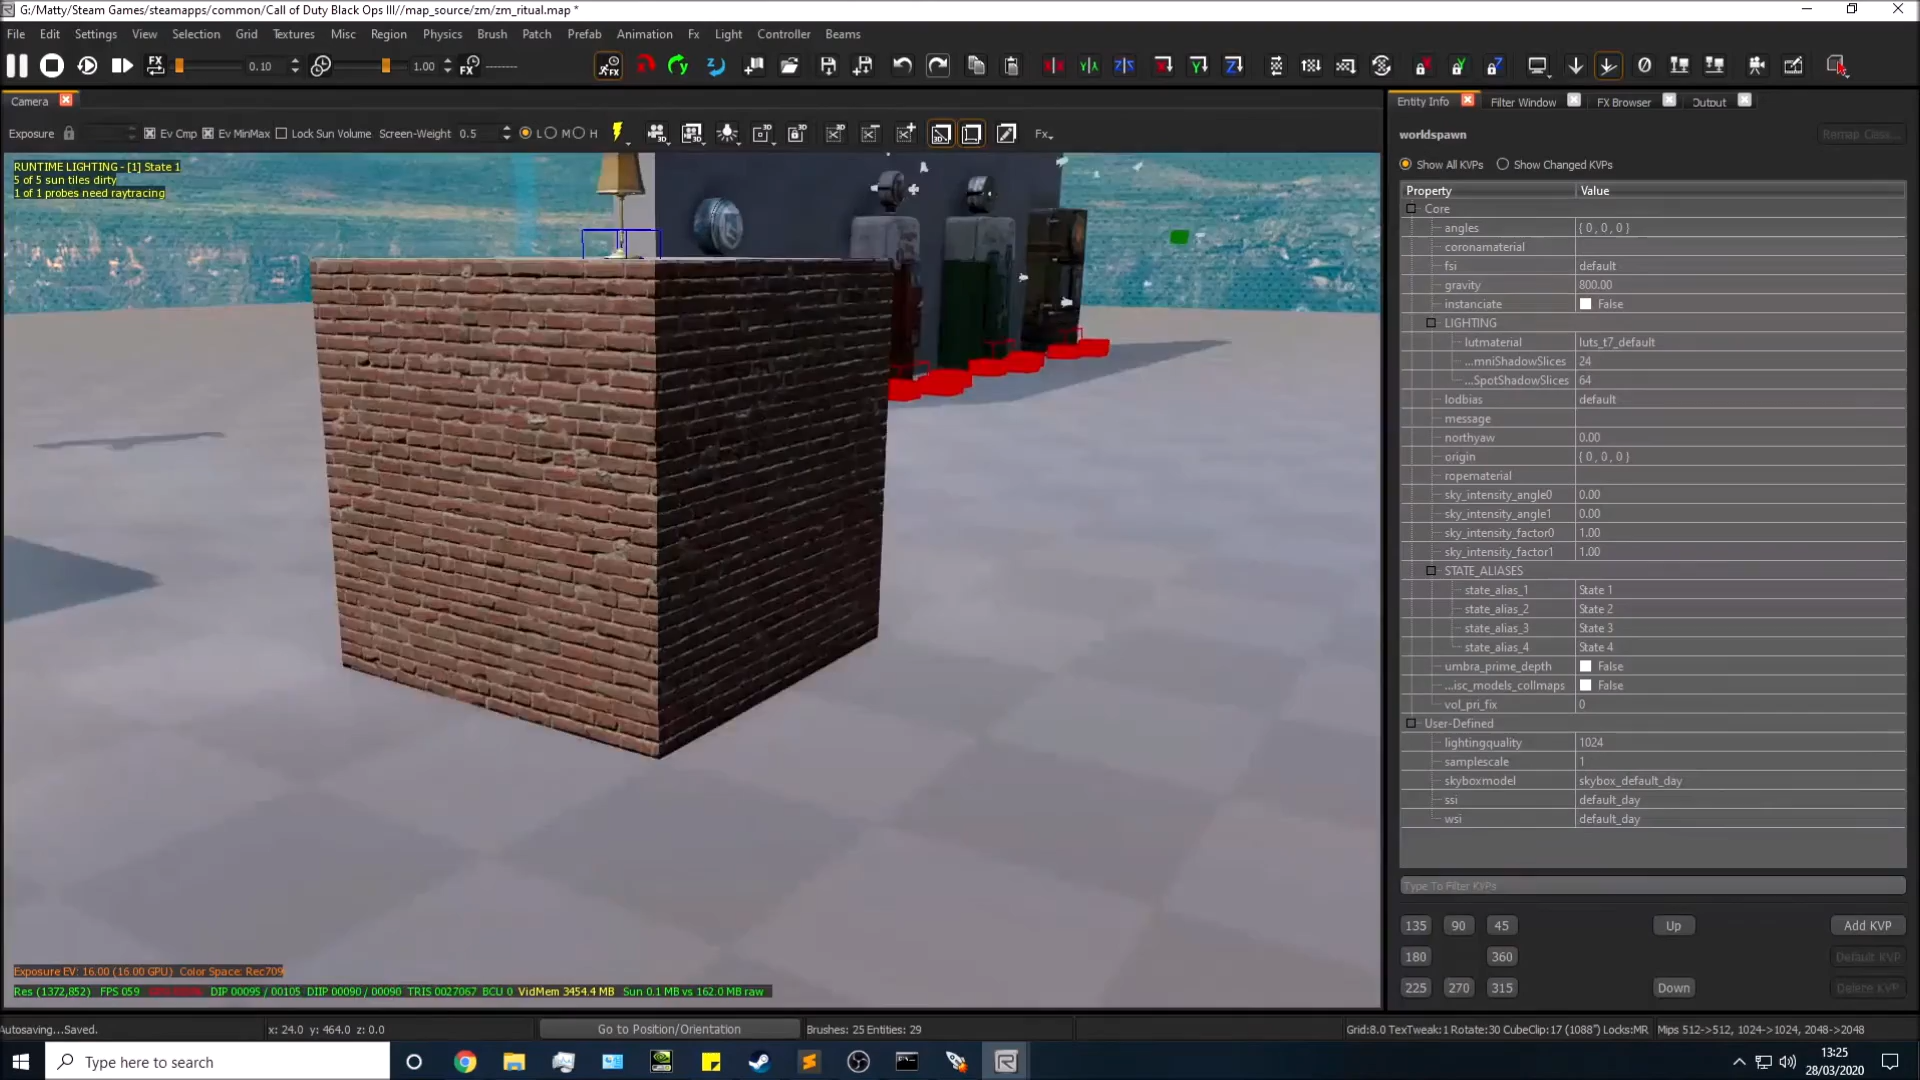 G:/Matty/Steam Games/steamapps/common/Call of Duty Black Ops III//map_source/zm/zm_ritual.map *
File Edit Settings View Selection Grid Textures Misc Region Physics Brush Patch Prefab Animation Fx Light Controller Beams
FX 0.10 1.00 FX --------
Camera
Exposure Ev Cmp Ev MinMax Lock Sun Volume Screen-Weight 0.5 L M H Fx
RUNTIME LIGHTING - [1] State 1
5 of 5 sun tiles dirty
1 of 1 probes need raytracing
Exposure EV: 16.00 (16.00 GPU) Color Space: Rec709
Res (1372,852) FPS 059 DIP 00095 / 00105 DIIP 00090 / 00090 TRIS 0027067 BCU 0 VidMem 3454.4 MB Sun 0.1 MB vs 162.0 MB raw
Entity Info Filter Window FX Browser Output
worldspawn Remap Class...
Show All KVPs Show Changed KVPs
Property Value
Core
angles { 0 , 0 , 0 }
coronamaterial
fsi default
gravity 800.00
instanciate False
LIGHTING
lutmaterial luts_t7_default
...mniShadowSlices 24
...SpotShadowSlices 64
lodbias default
message
northyaw 0.00
origin { 0 , 0 , 0 }
ropematerial
sky_intensity_angle0 0.00
sky_intensity_angle1 0.00
sky_intensity_factor0 1.00
sky_intensity_factor1 1.00
STATE_ALIASES
state_alias_1 State 1
state_alias_2 State 2
state_alias_3 State 3
state_alias_4 State 4
umbra_prime_depth False
...isc_models_collmaps False
vol_pri_fix 0
User-Defined
lightingquality 1024
samplescale 1
skyboxmodel skybox_default_day
ssi default_day
wsi default_day
Type To Filter KVPs
135 90 45 Up Add KVP
180 360 Default KVP
225 270 315 Down Delete KVP
Autosaving...Saved. x: 24.0 y: 464.0 z: 0.0 Go to Position/Orientation Brushes: 25 Entities: 29 Grid:8.0 TexTweak:1 Rotate:30 CubeClip:17 (1088") Locks:MR Mips 512->512, 1024->1024, 2048->2048
Type here to search
13:25
28/03/2020